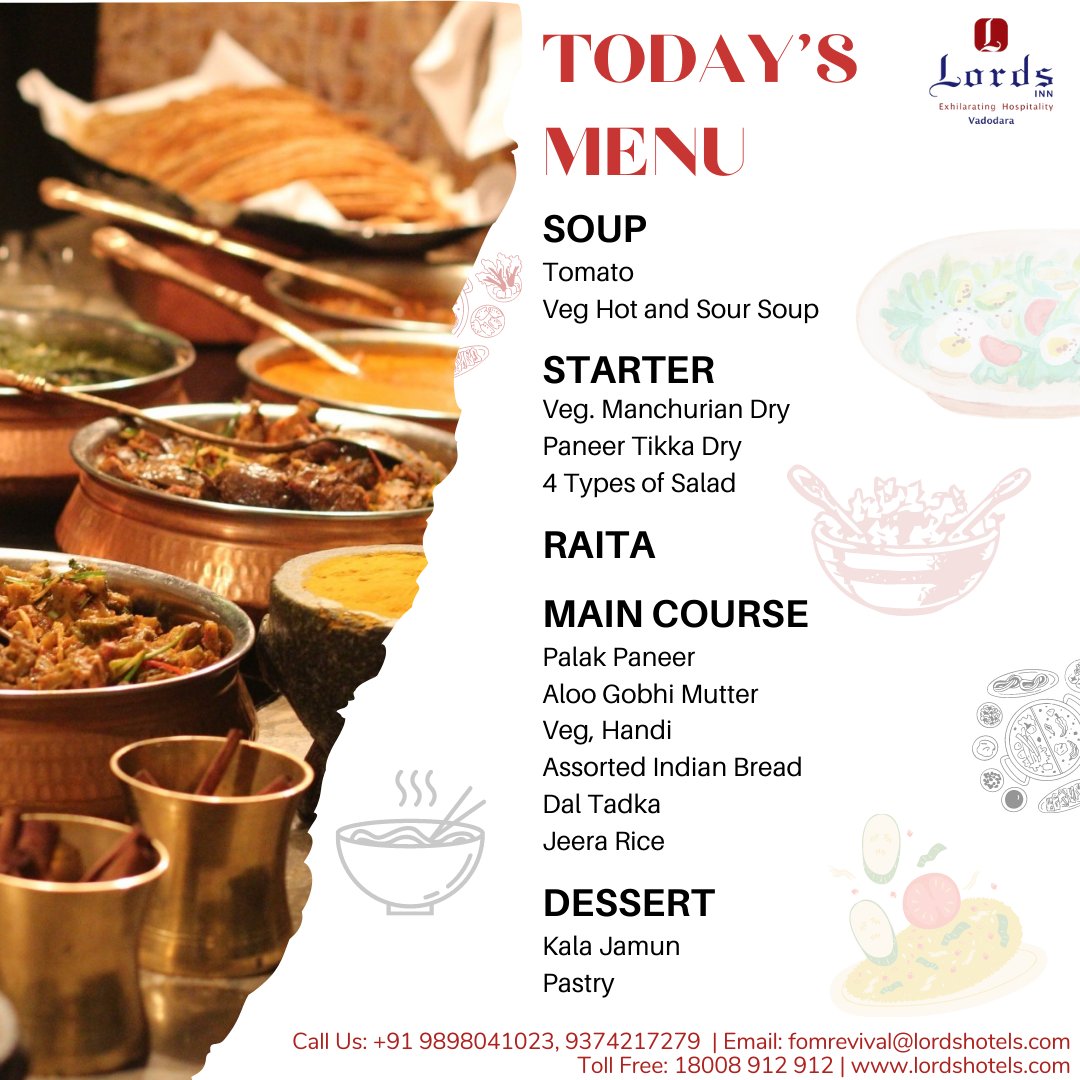 TODAY'S
MENU
L
Lords
INN
Exhilarating Hospitality
Vadodara
SOUP
Tomato
Veg Hot and Sour Soup
STARTER
Veg. Manchurian Dry
Paneer Tikka Dry
4 Types of Salad
RAITA
MAIN COURSE
Palak Paneer
Aloo Gobhi Mutter
Veg, Handi
Assorted Indian Bread
Dal Tadka
Jeera Rice
DESSERT
Kala Jamun
Pastry
Call Us: +91 9898041023, 9374217279 | Email: fomrevival@lordshotels.com
Toll Free: 18008 912 912 | www.lordshotels.com